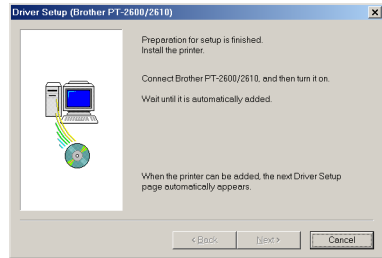 Driver Setup (Brother PT-2600/2610)
Preparation for setup is finished.
Install the printer.
Connect Brother PT-2600/2610, and then turn it on.
Wait until it is automatically added.
When the printer can be added, the next Driver Setup
page automatically appears.
< Back
Next >
Cancel